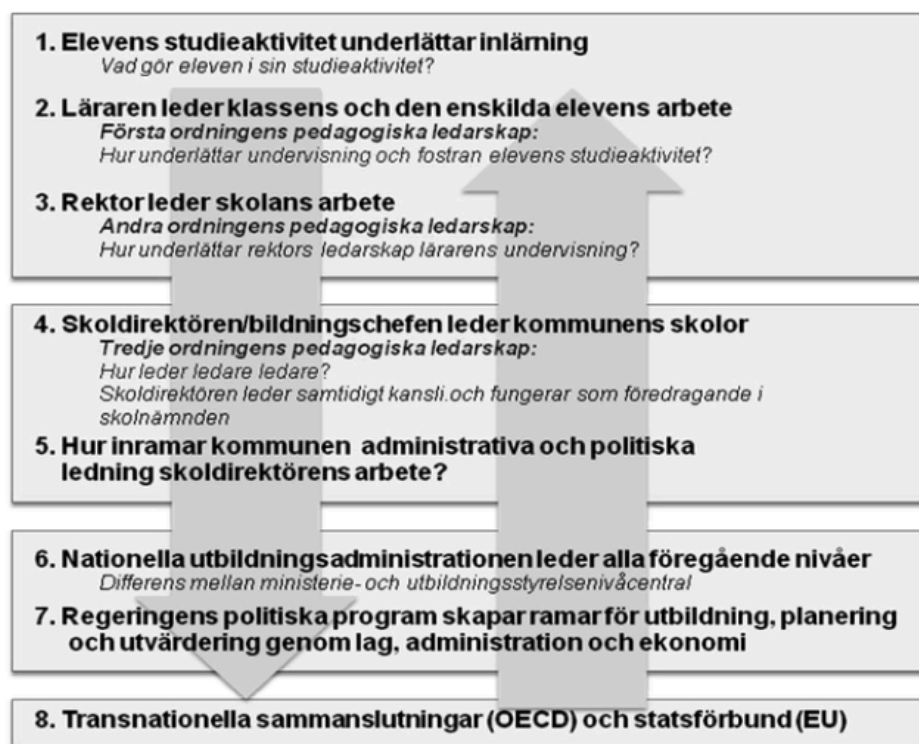 1. Elevens studieaktivitet underlättar inlärning
Vad gör eleven i sin studieaktivitet?
2. Läraren leder klassens och den enskilda elevens arbete
Första ordningens pedagogiska ledarskap:
Hur underlättar undervisning och fostran elevens studieaktivitet?
3. Rektor leder skolans arbete
Andra ordningens pedagogiska ledarskap:
Hur underlättar rektors ledarskap lärarens undervisning?
4. Skoldirektören/bildningschefen leder kommunens skolor
Tredje ordningens pedagogiska ledarskap:
Hur leder ledare ledare?
Skoldirektören leder samtidigt kansli.och fungerar som föredragande i
skolnämnden
5. Hur inramar kommunen administrativa och politiska
ledning skoldirektörens arbete?
6. Nationella utbildningsadministrationen leder alla föregående nivåer
Differens mellan ministerie- och utbildningsstyrelsenivåcentral
7. Regeringens politiska program skapar ramar för utbildning, planering
och utvärdering genom lag, administration och ekonomi
8. Transnationella sammanslutningar (OECD) och statsförbund (EU)